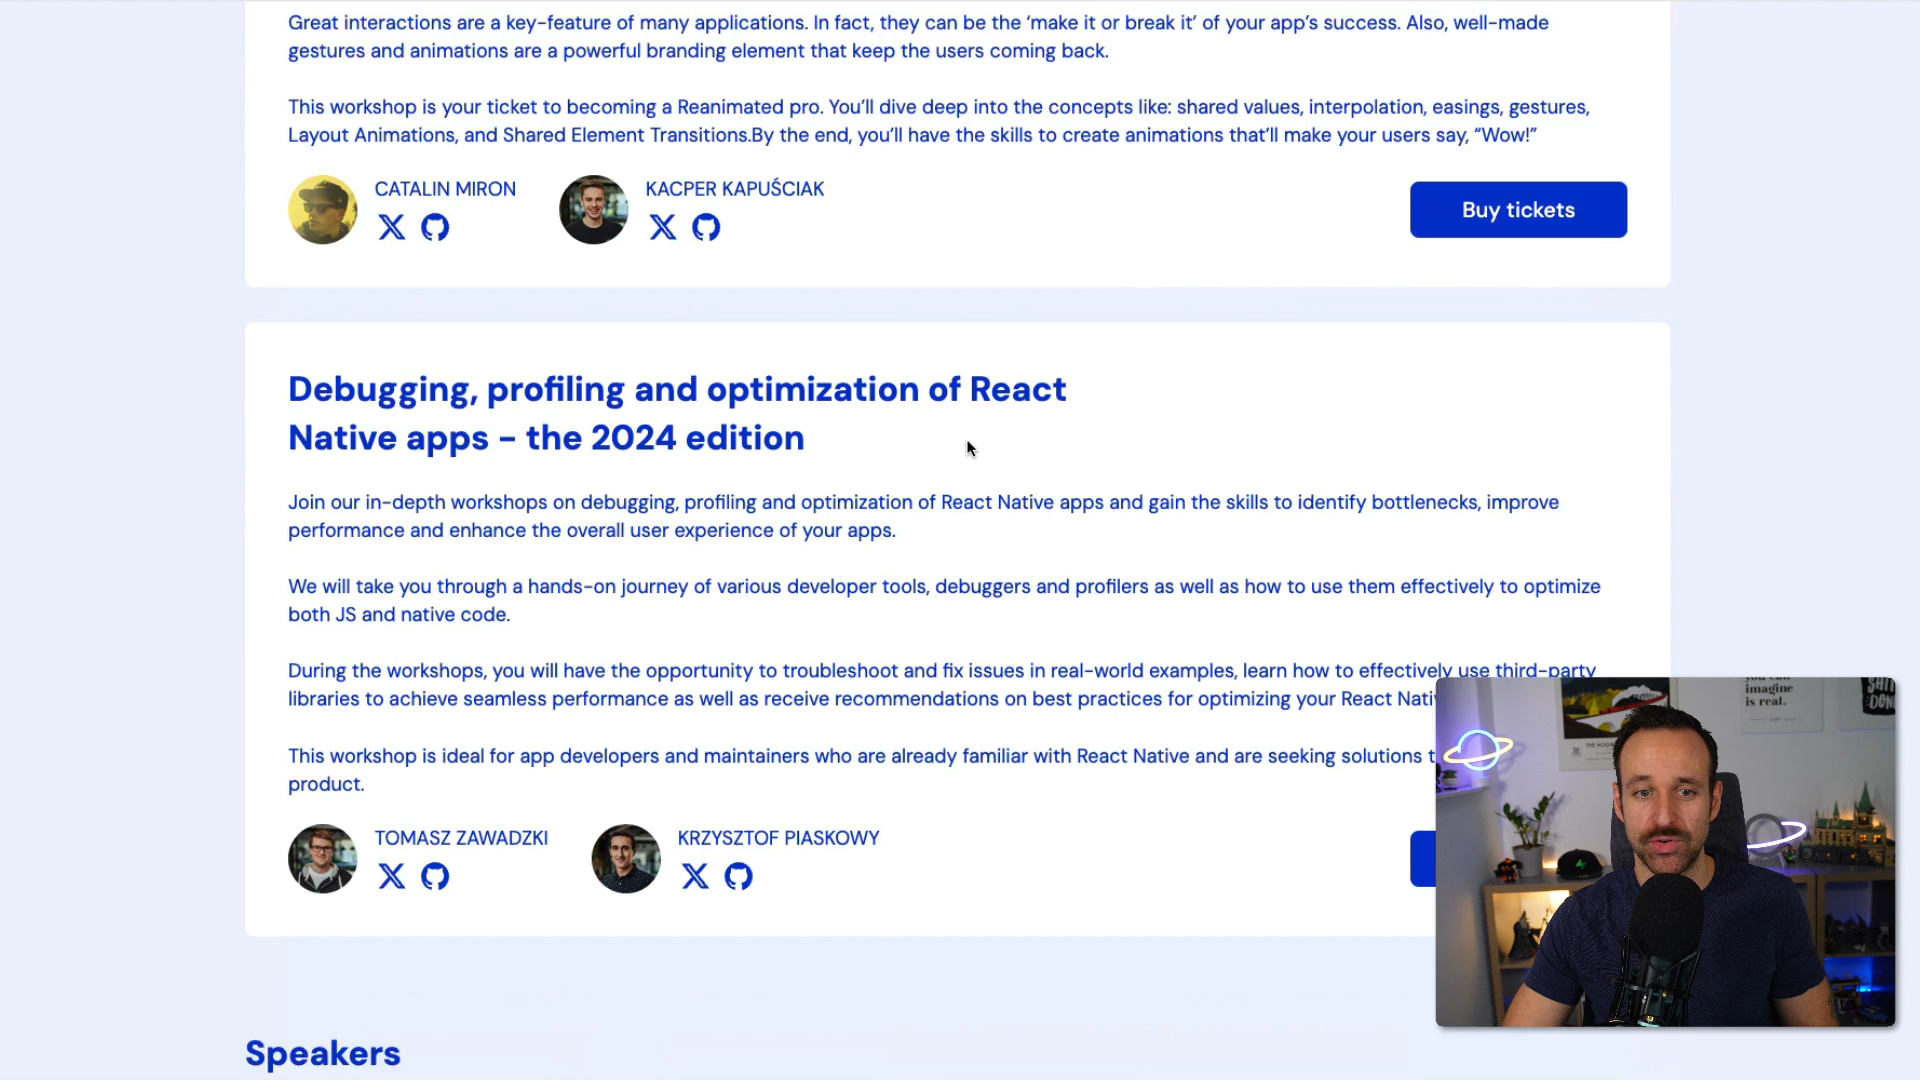 Great interactions are a key-feature of many applications. In fact, they can be the ‘make it or break it’ of your app’s success. Also, well-made
gestures and animations are a powerful branding element that keep the users coming back.
This workshop is your ticket to becoming a Reanimated pro. You’ll dive deep into the concepts like: shared values, interpolation, easings, gestures,
Layout Animations, and Shared Element Transitions.By the end, you’ll have the skills to create animations that’ll make your users say, “Wow!”
CATALIN MIRON
KACPER KAPUŚCIAK
Buy tickets
Debugging, profiling and optimization of React
Native apps – the 2024 edition
Join our in-depth workshops on debugging, profiling and optimization of React Native apps and gain the skills to identify bottlenecks, improve
performance and enhance the overall user experience of your apps.
We will take you through a hands-on journey of various developer tools, debuggers and profilers as well as how to use them effectively to optimize
both JS and native code.
During the workshops, you will have the opportunity to troubleshoot and fix issues in real-world examples, learn how to effectively use third-party
libraries to achieve seamless performance as well as receive recommendations on best practices for optimizing your React Nati
This workshop is ideal for app developers and maintainers who are already familiar with React Native and are seeking solutions t
product.
TOMASZ ZAWADZKI
KRZYSZTOF PIASKOWY
imagine
is real.
Speakers